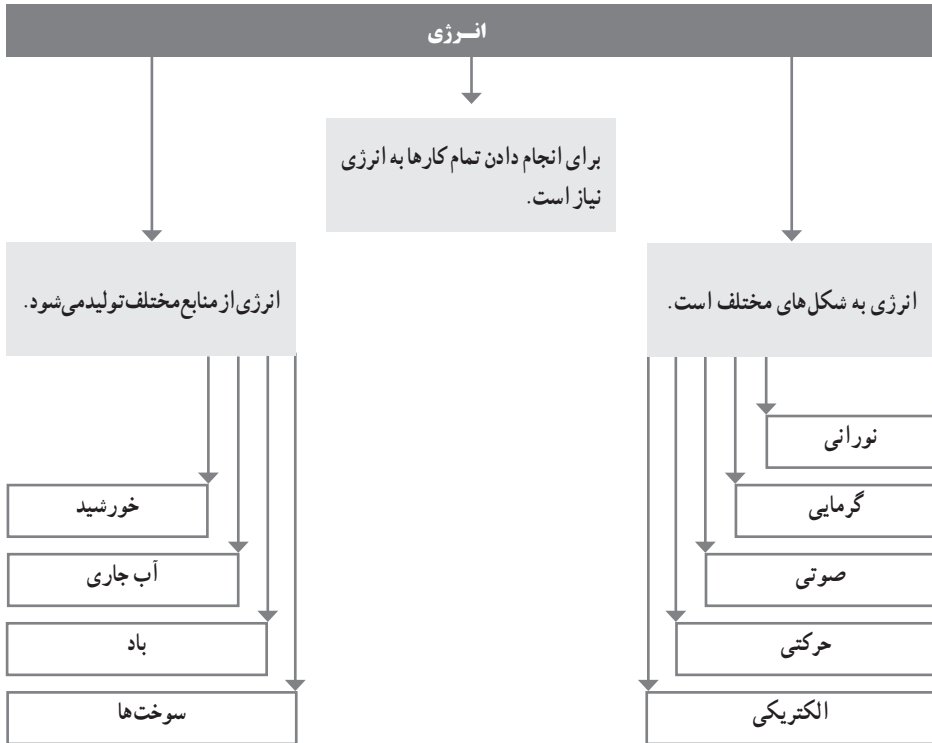 انــرژی
برای انجام دادن تمام کارها به انرژی
نیاز است.
انرژی به شکل‌های مختلف است.
نورانی
گرمایی
صوتی
حرکتی
الکتریکی
انرژی از منابع مختلف تولید می‌شود.
خورشید
آب جاری
باد
سوخت‌ها